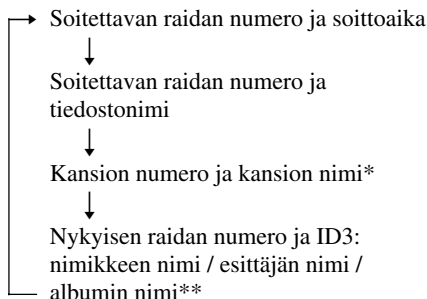 Soitettavan raidan numero ja soittoaika
Soitettavan raidan numero ja
tiedostonimi
Kansion numero ja kansion nimi*
Nykyisen raidan numero ja ID3:
nimikkeen nimi / esittäjän nimi /
albumin nimi**